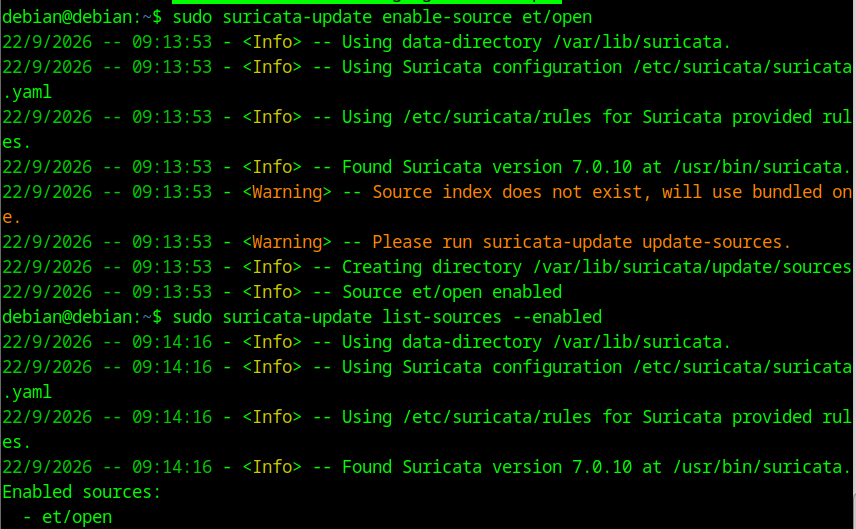 debian@debian:~$ sudo suricata-update enable-source et/open
22/9/2026 -- 09:13:53 - <Info> -- Using data-directory /var/lib/suricata.
22/9/2026 -- 09:13:53 - <Info> -- Using Suricata configuration /etc/suricata/suricata
.yaml
22/9/2026 -- 09:13:53 - <Info> -- Using /etc/suricata/rules for Suricata provided rul
es.
22/9/2026 -- 09:13:53 - <Info> -- Found Suricata version 7.0.10 at /usr/bin/suricata.
22/9/2026 -- 09:13:53 - <Warning> -- Source index does not exist, will use bundled on
e.
22/9/2026 -- 09:13:53 - <Warning> -- Please run suricata-update update-sources.
22/9/2026 -- 09:13:53 - <Info> -- Creating directory /var/lib/suricata/update/sources
22/9/2026 -- 09:13:53 - <Info> -- Source et/open enabled
debian@debian:~$ sudo suricata-update list-sources --enabled
22/9/2026 -- 09:14:16 - <Info> -- Using data-directory /var/lib/suricata.
22/9/2026 -- 09:14:16 - <Info> -- Using Suricata configuration /etc/suricata/suricata
.yaml
22/9/2026 -- 09:14:16 - <Info> -- Using /etc/suricata/rules for Suricata provided rul
es.
22/9/2026 -- 09:14:16 - <Info> -- Found Suricata version 7.0.10 at /usr/bin/suricata.
Enabled sources:
  - et/open